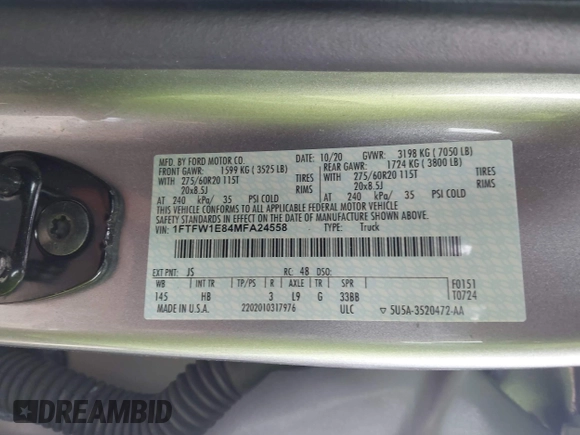 MFD. BY FORD MOTOR CO. 10/20 GVWR: 3198 KG ( 7050 LB)
FRONT GAWR: 1599 KG ( 3525 LB) REAR GAWR: 1724 KG ( 3800 LB)
WITH 275/60R20 115T TIRES WITH 275/60R20 115T TIRES
20x8.5J RIMS 20x8.5J RIMS
AT 240 kPa/ 35 PSI COLD AT 240 kPa/ 35 PSI COLD
THIS VEHICLE CONFORMS TO ALL APPLICABLE FEDERAL MOTOR VEHICLE
SAFETY STANDARDS IN EFFECT ON THE DATE OF MANUFACTURE SHOWN ABOVE.
VIN: 1FTFW1E84MFA24558 TYPE: Truck
EXT PNT: JS RC: 48 DSO: F0151
WB INT TR TP/PS R AXLE TR SPR T0724
145 HB 3 L9 G 33BB
MADE IN U.S.A. 2202010317976 ULC ▽ 5U5A-3520472-AA
DREAMBID